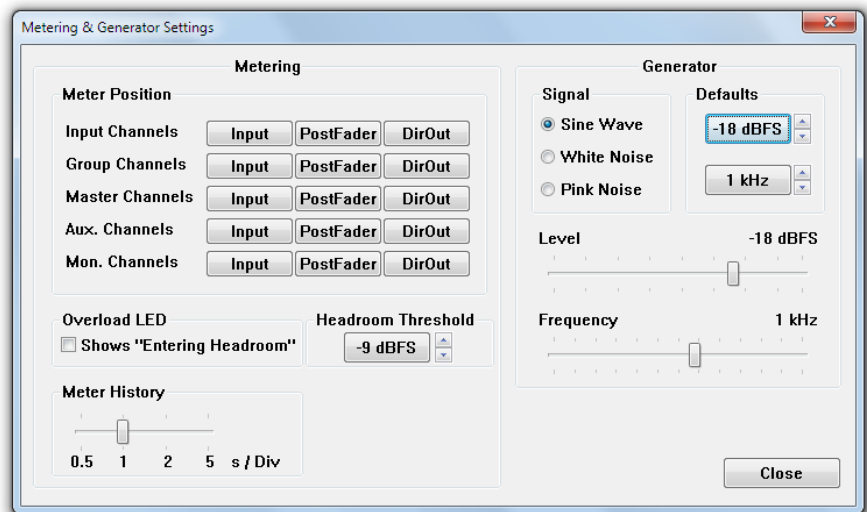 Metering & Generator Settings
Metering
Meter Position
Input Channels Input PostFader DirOut
Group Channels Input PostFader DirOut
Master Channels Input PostFader DirOut
Aux. Channels Input PostFader DirOut
Mon. Channels Input PostFader DirOut
Overload LED
Shows "Entering Headroom"
Headroom Threshold
-9 dBFS
Meter History
0.5 1 2 5 s / Div
Generator
Signal
Sine Wave
White Noise
Pink Noise
Defaults
-18 dBFS
1 kHz
Level -18 dBFS
Frequency 1 kHz
Close